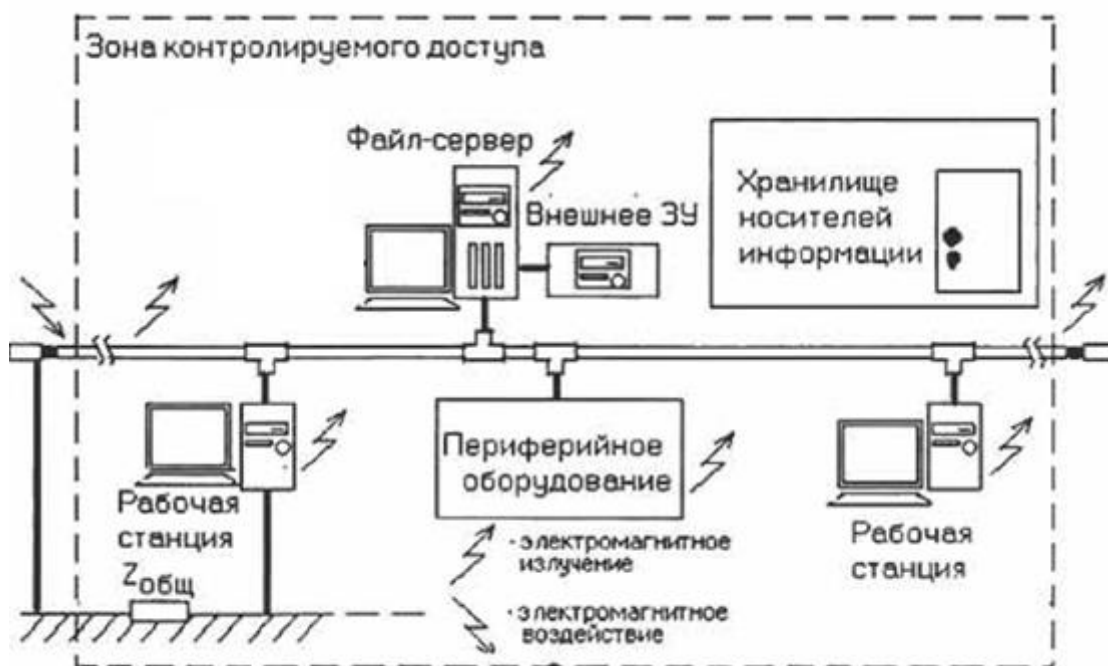 Зона контролируемого доступа
Файл-сервер
Внешнее ЗУ
Хранилище
носителей
информации
Рабочая
станция
Периферийное
оборудование
Рабочая
станция
Zобщ
- электромагнитное
излучение
- электромагнитное
воздействие